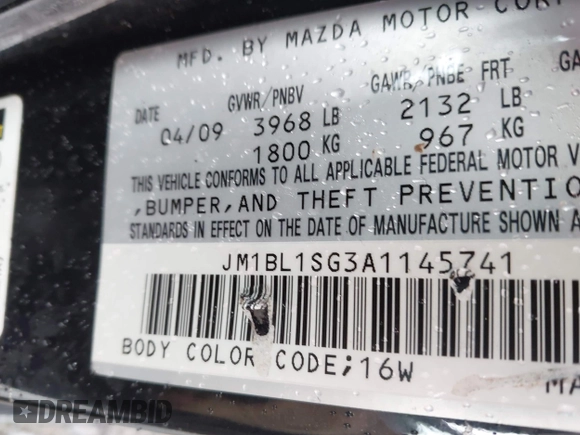 MFD. BY MAZDA MOTOR
DATE GVWR/PNBV GAWR/PNBE FRT
04/09 3968 LB 2132 LB
1800 KG 967 KG
THIS VEHICLE CONFORMS TO ALL APPLICABLE FEDERAL MOTOR
,BUMPER,AND THEFT
STANDARDS IN EFFECT ON THE DATE OF MANUFACTURE SHOWN
JM1BL1SG3A1145741
BODY COLOR CODE;16W
DREAMBID